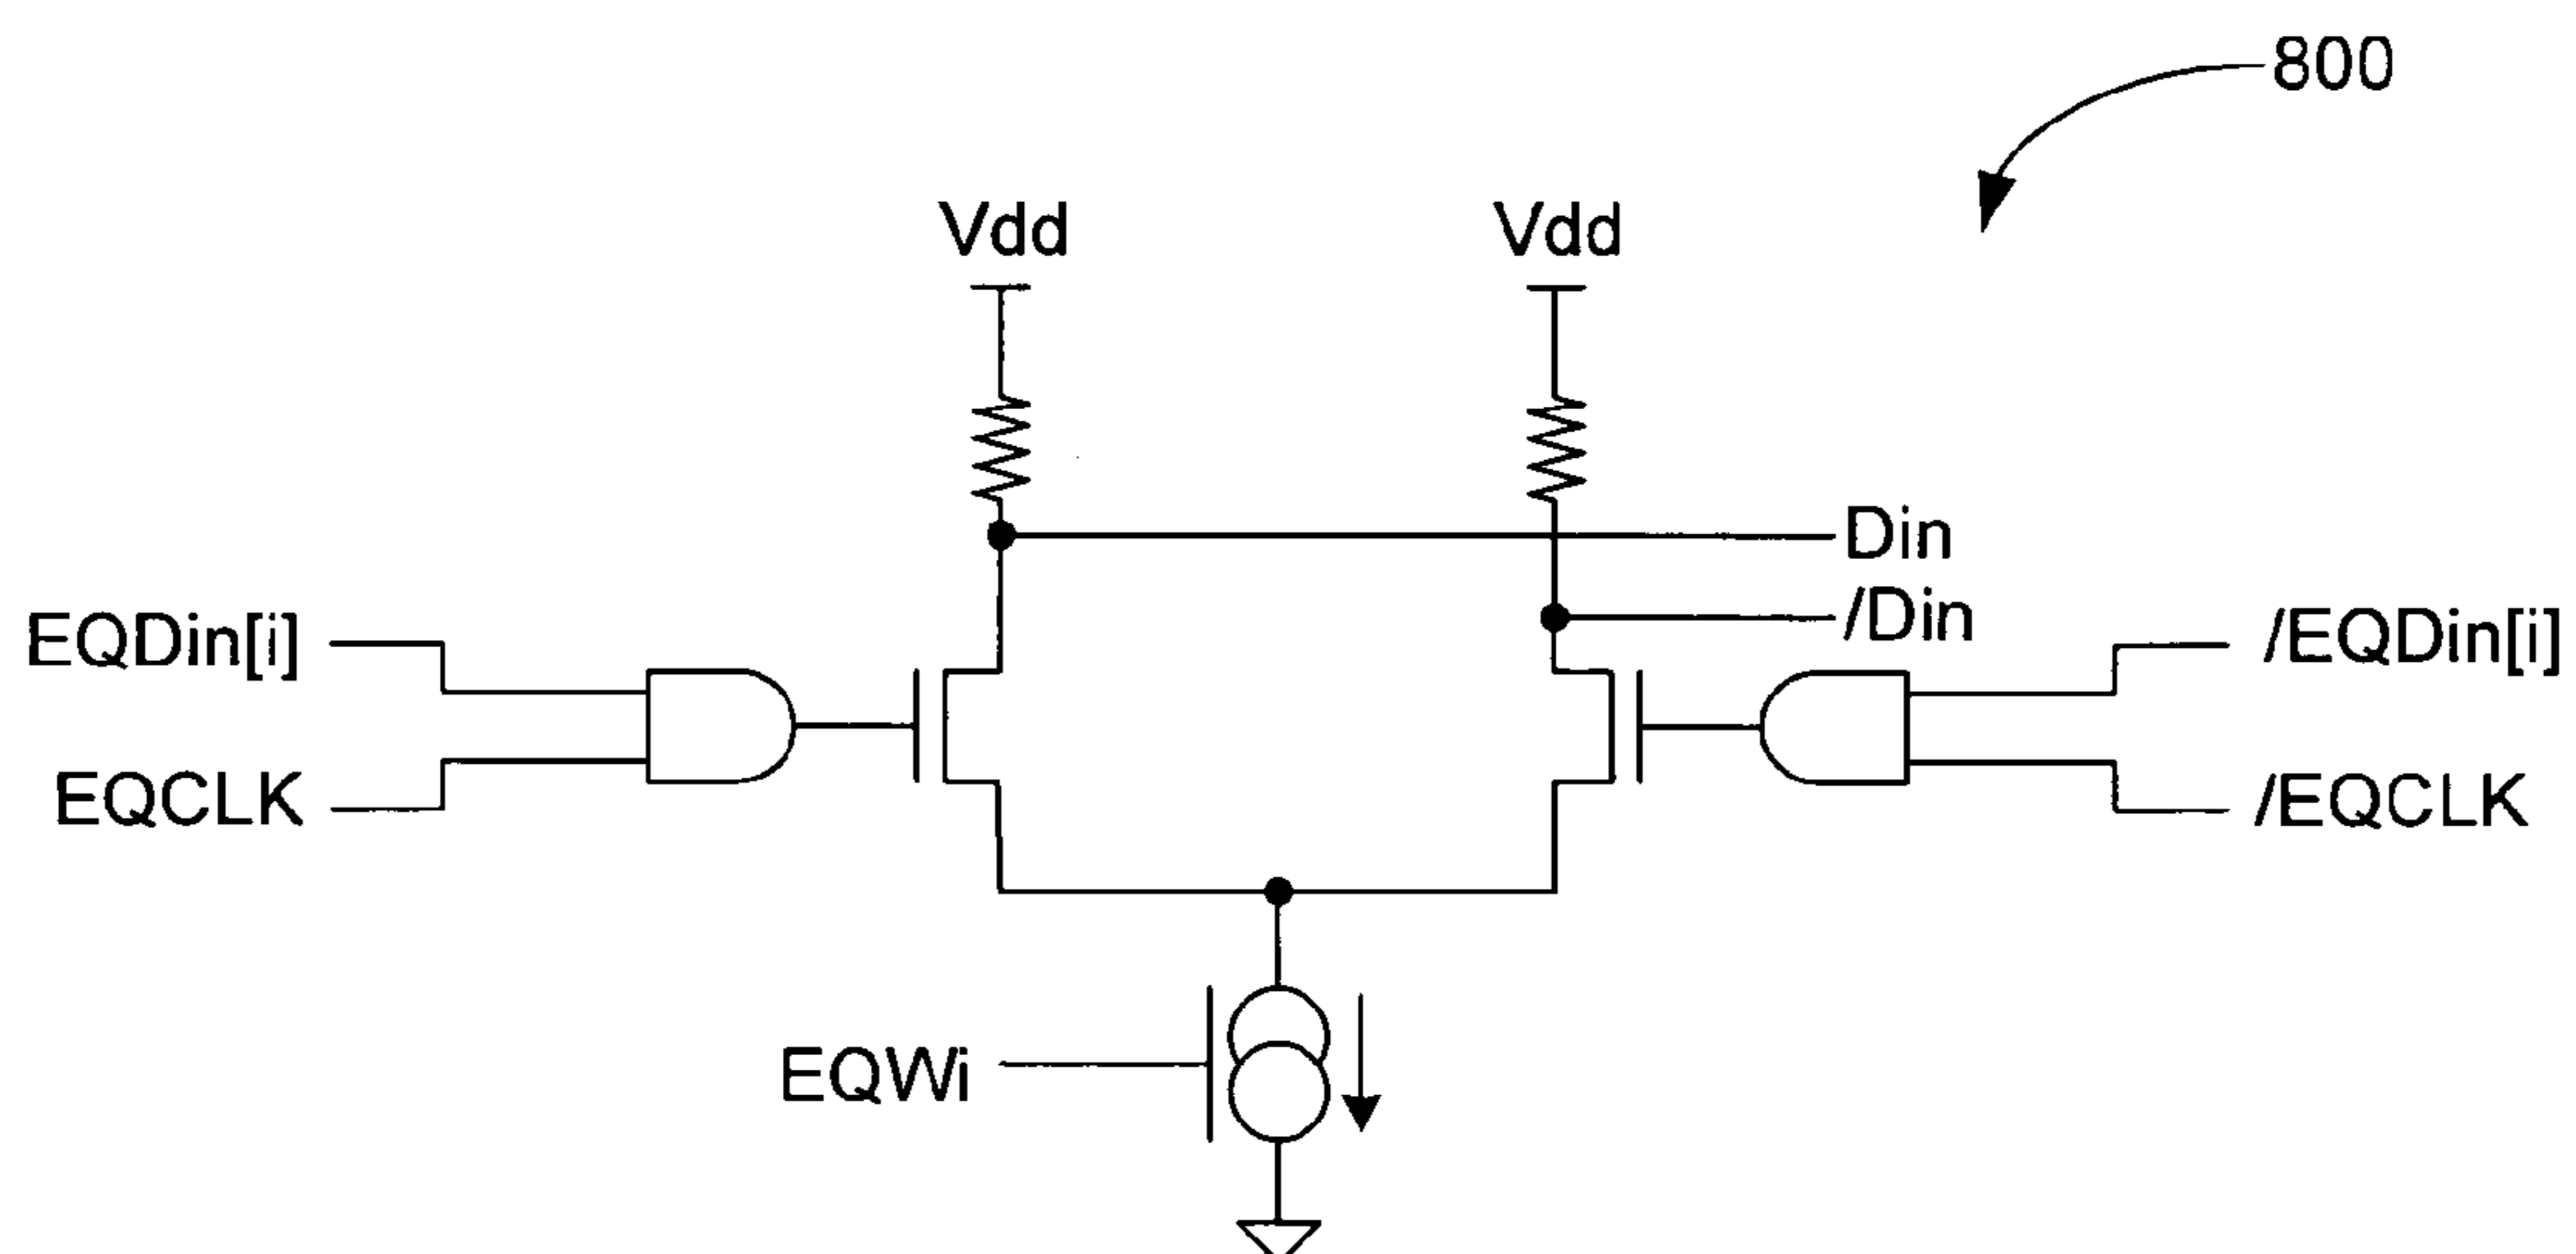 800
Vdd
Vdd
Din
/Din
EQDin[i]
/EQDin[i]
EQCLK
/EQCLK
EQWi